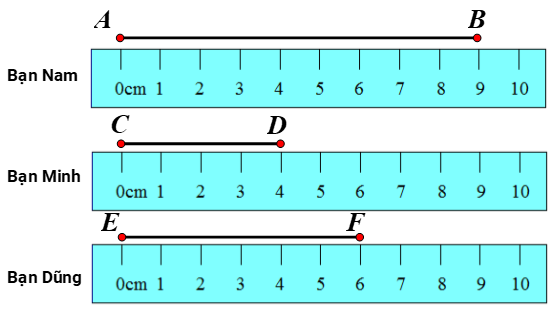 A B
Bạn Nam
0cm 1 2 3 4 5 6 7 8 9 10
C D
Bạn Minh
0cm 1 2 3 4 5 6 7 8 9 10
E F
Bạn Dũng
0cm 1 2 3 4 5 6 7 8 9 10